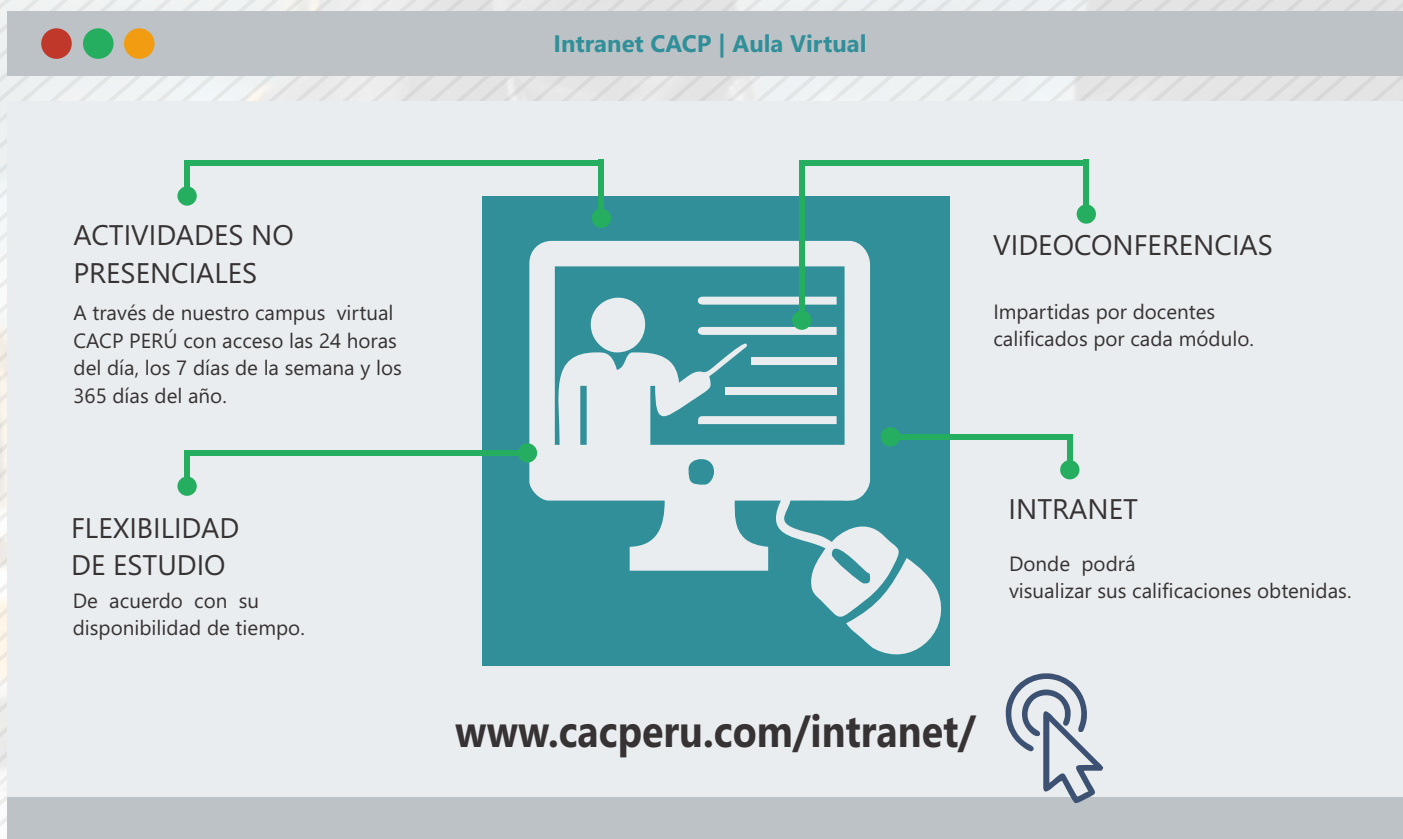 Intranet CACP | Aula Virtual
ACTIVIDADES NO
PRESENCIALES
A través de nuestro campus virtual
CACP PERÚ con acceso las 24 horas
del día, los 7 días de la semana y los
365 días del año.
VIDEOCONFERENCIAS
Impartidas por docentes
calificados por cada módulo.
FLEXIBILIDAD
DE ESTUDIO
De acuerdo con su
disponibilidad de tiempo.
INTRANET
Donde podrá
visualizar sus calificaciones obtenidas.
www.cacperu.com/intranet/